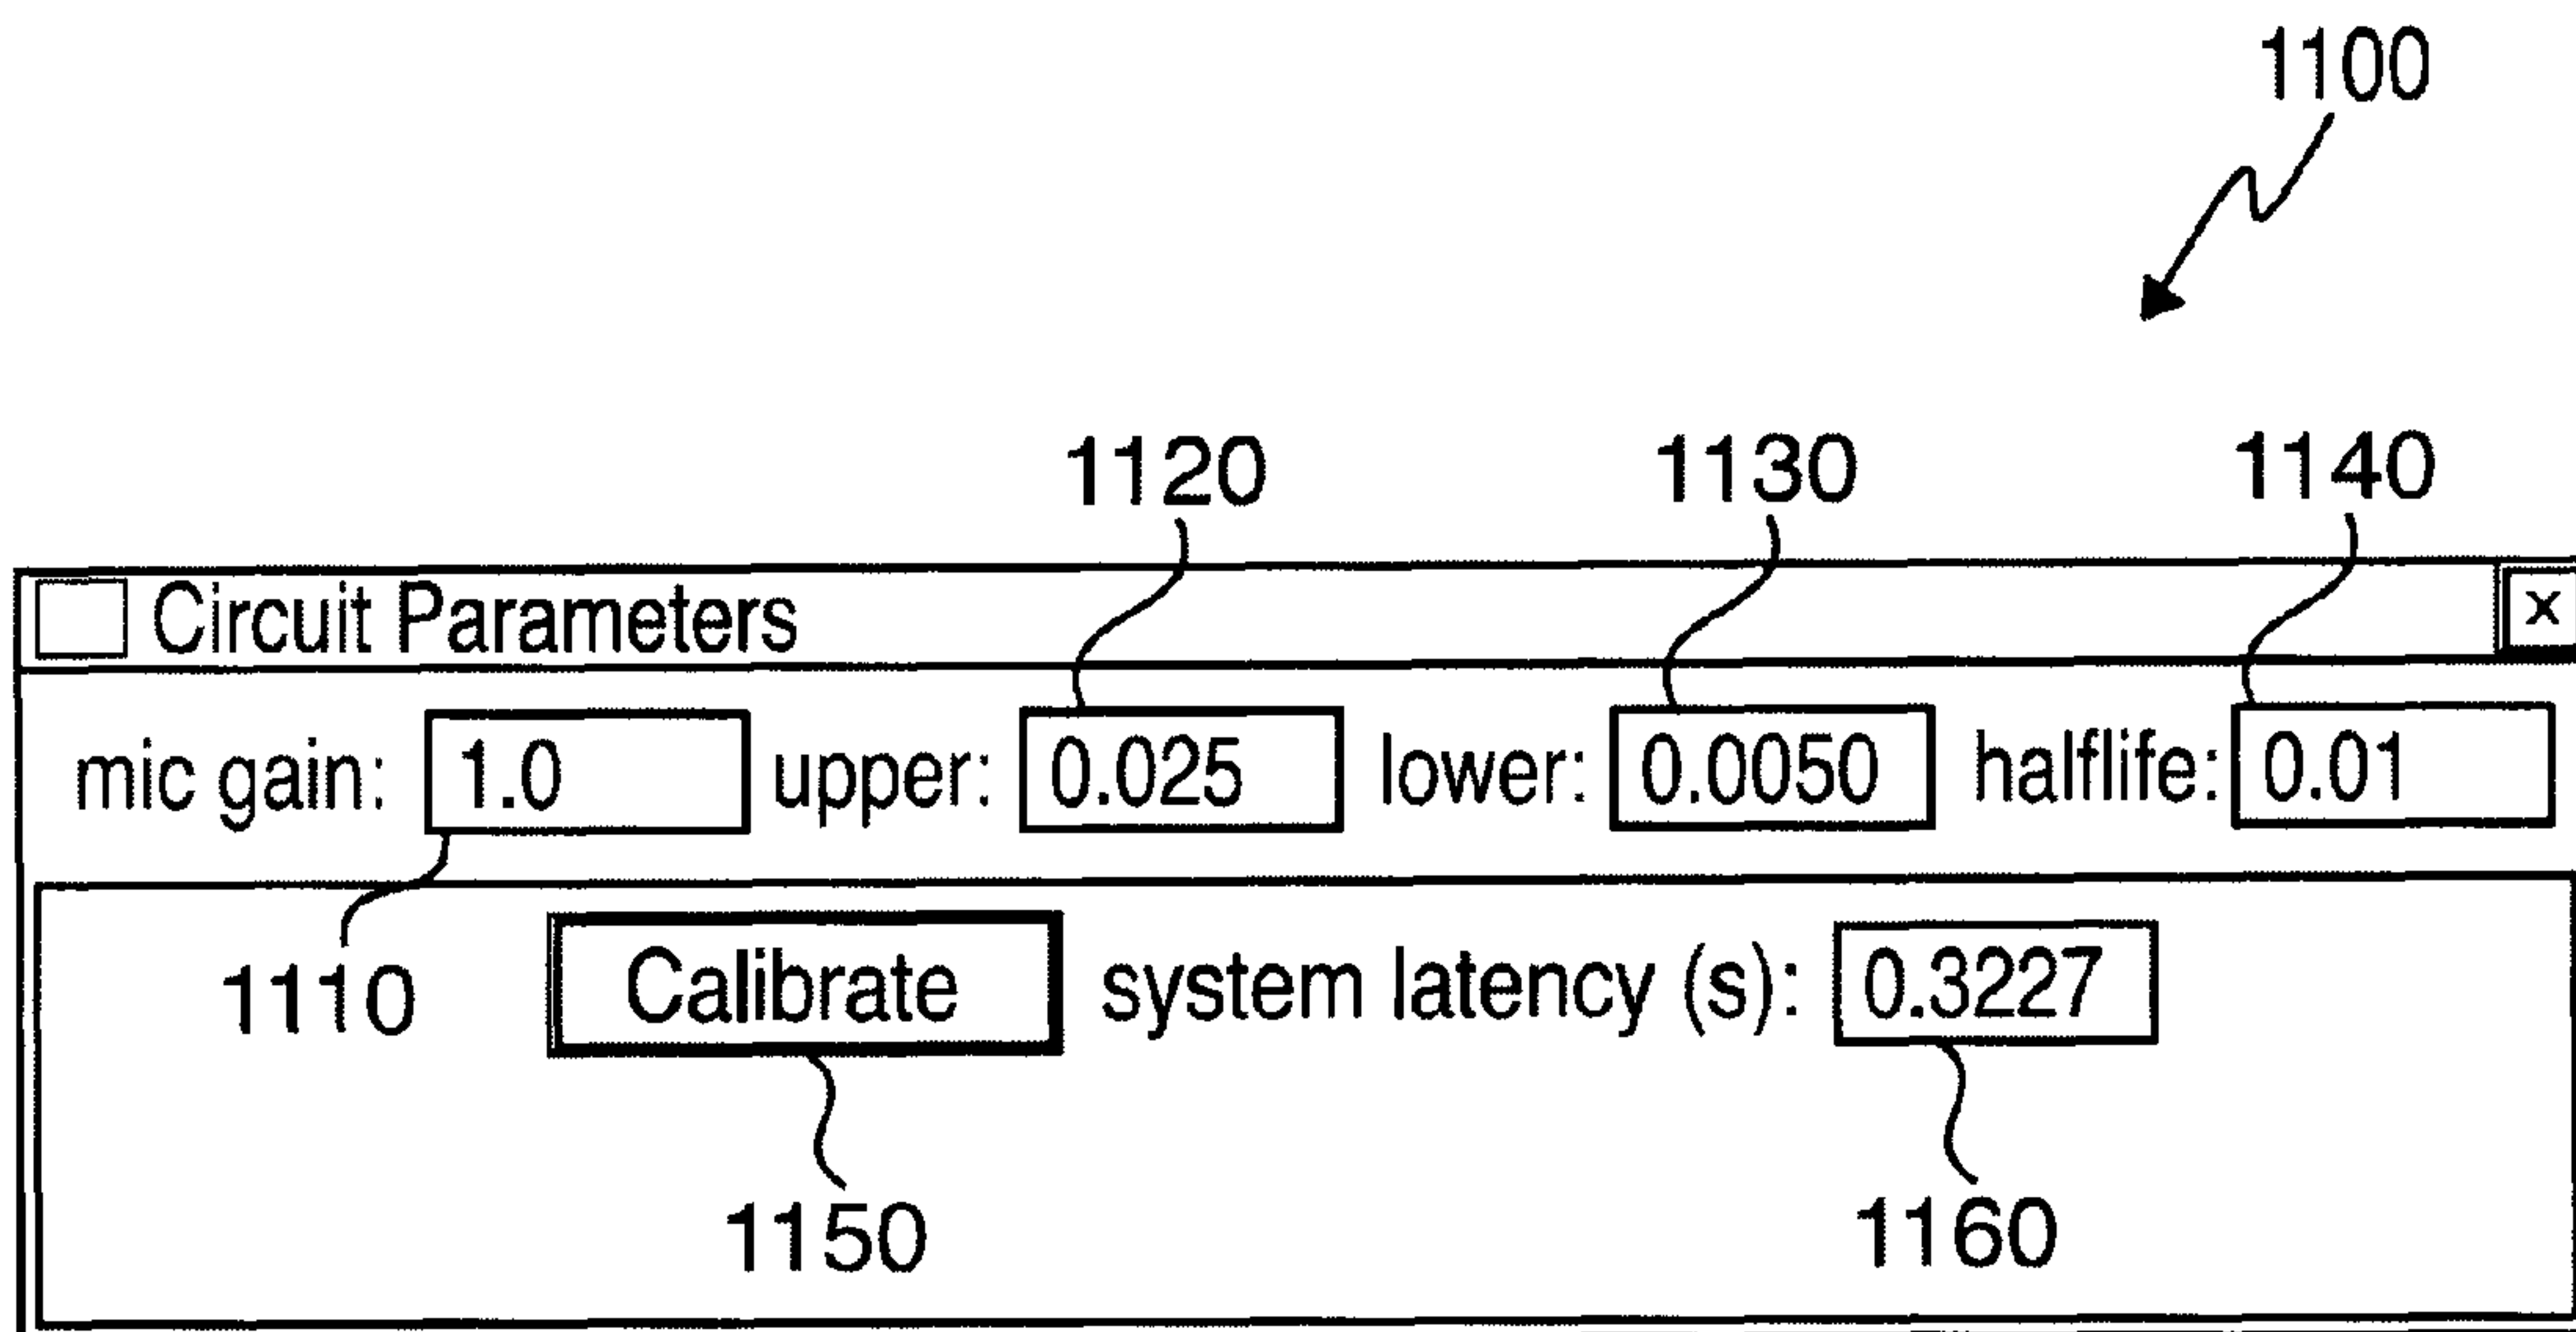 1100
1120 1130 1140
Circuit Parameters x
mic gain: 1.0 upper: 0.025 lower: 0.0050 halflife: 0.01
1110 Calibrate system latency (s): 0.3227
1150 1160